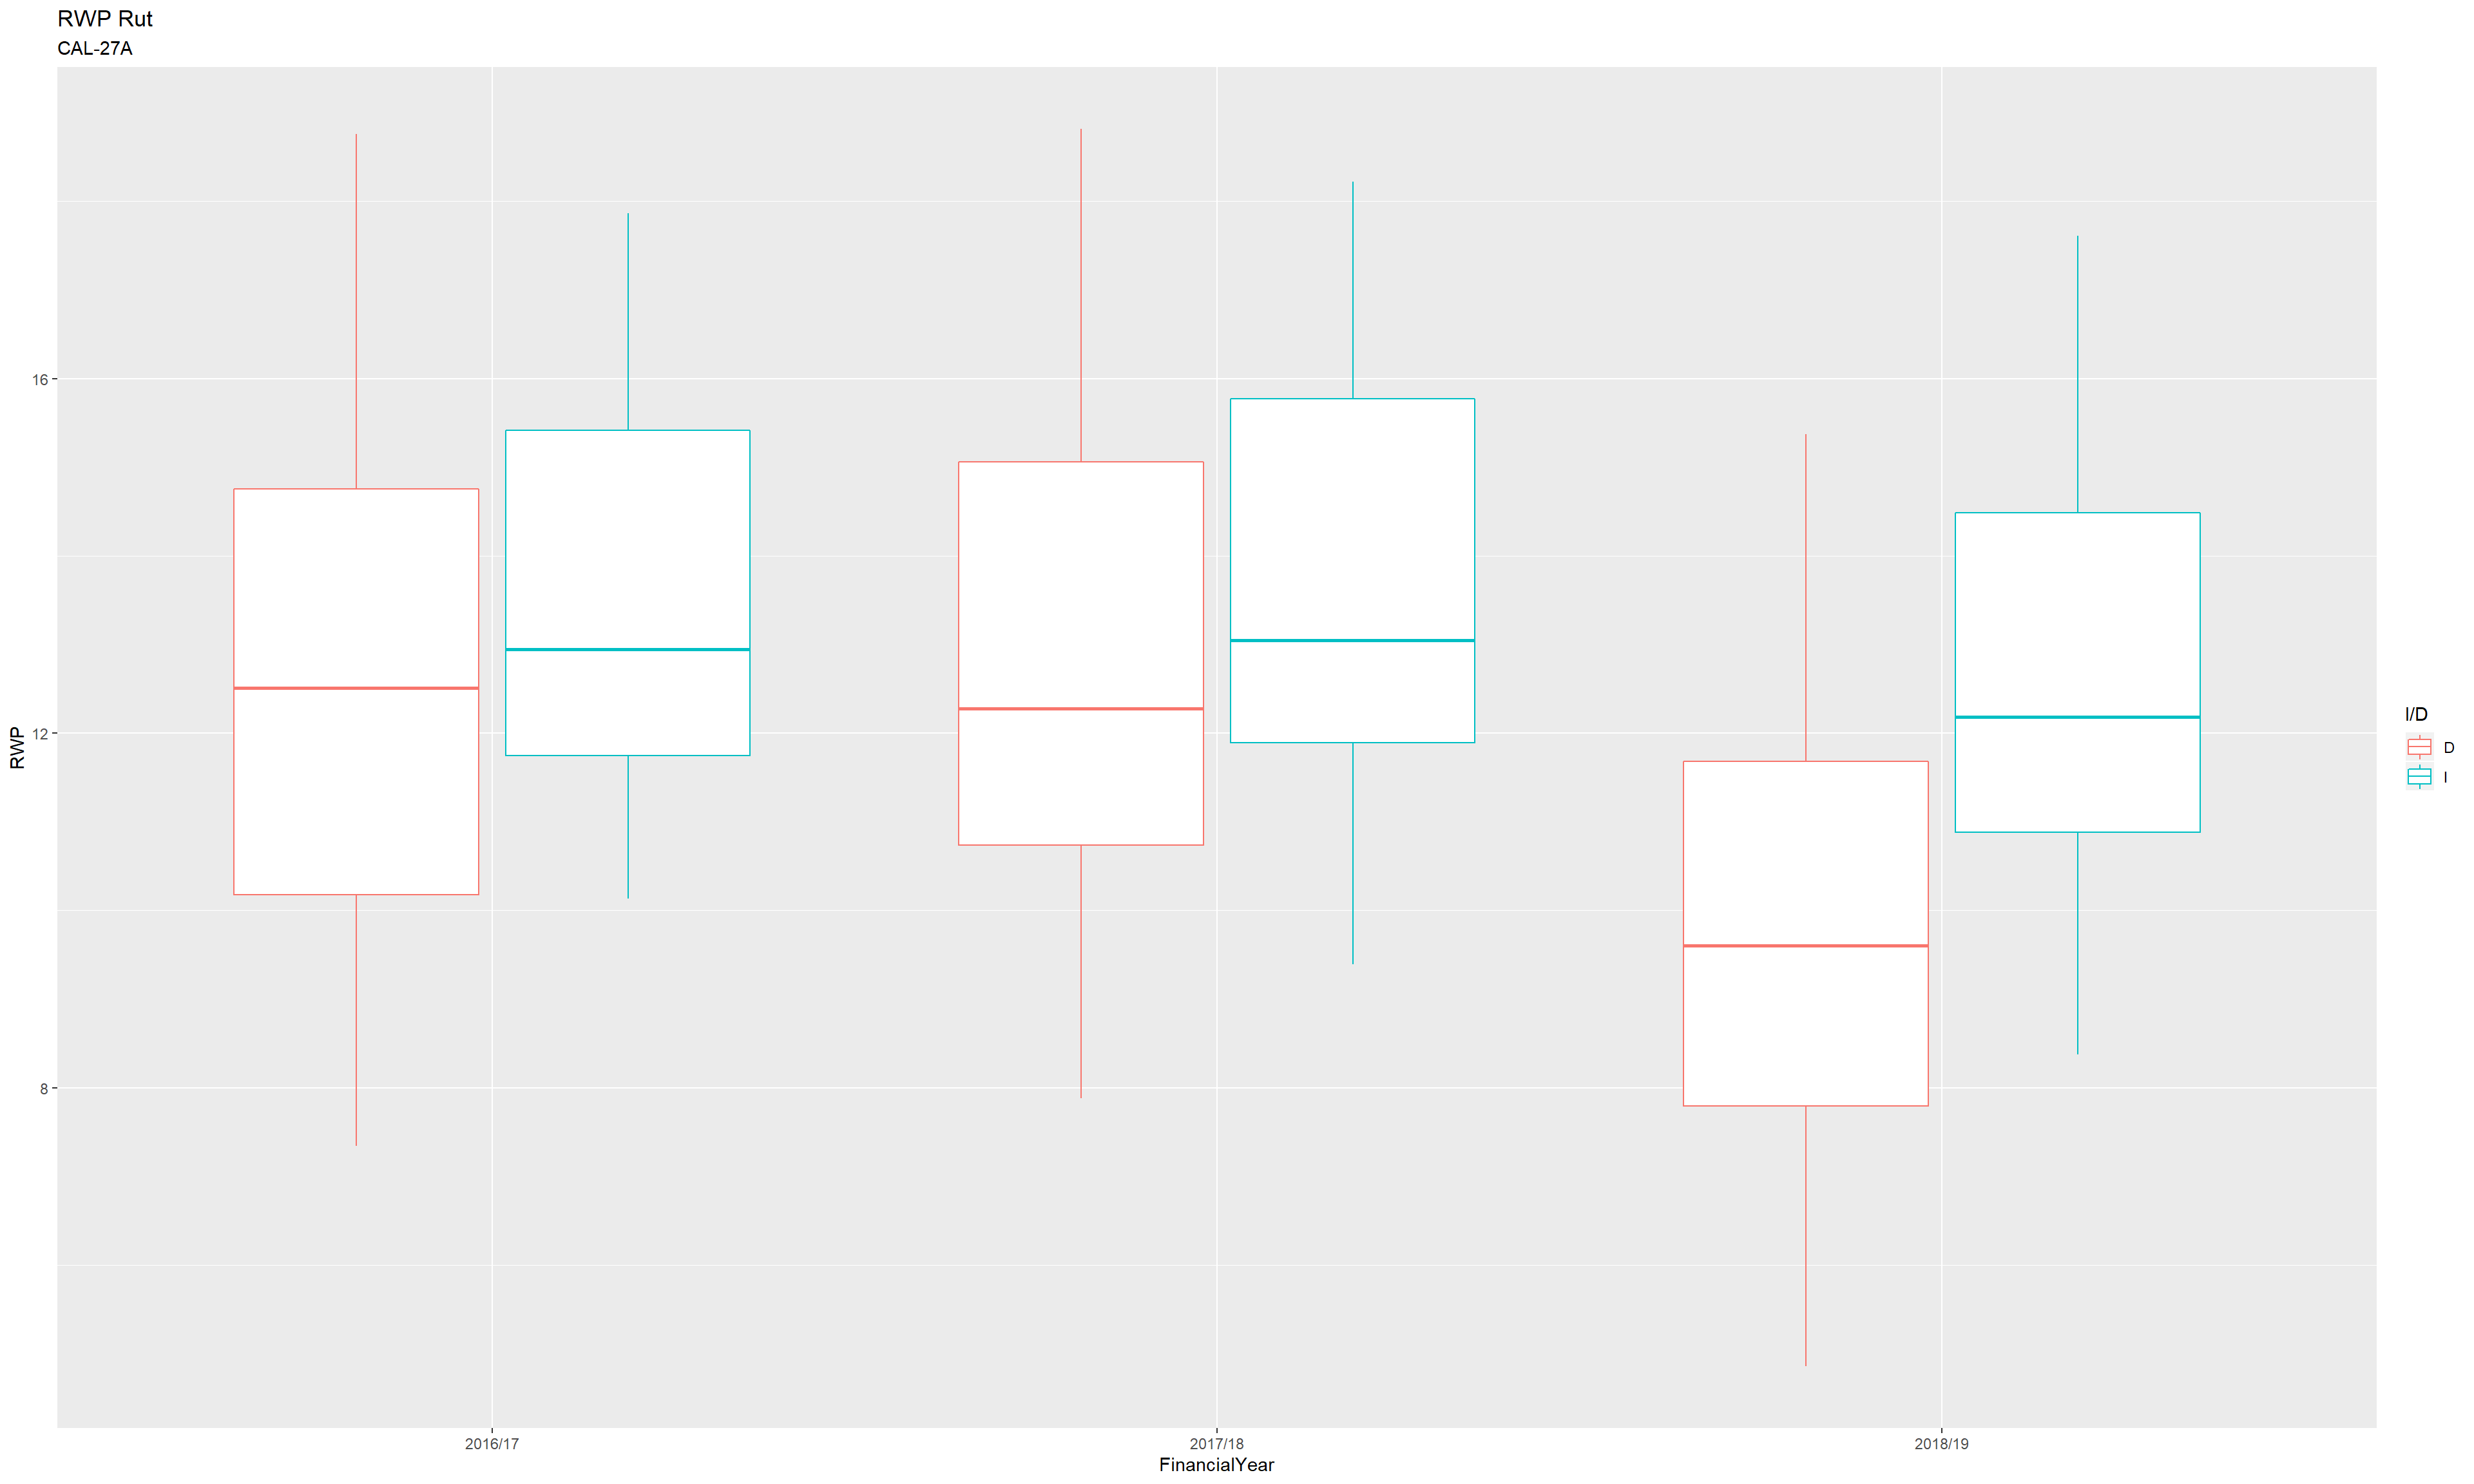 RWP Rut
CAL-27A
RWP
16
12
8
2016/17
2017/18
2018/19
FinancialYear
I/D
D
I